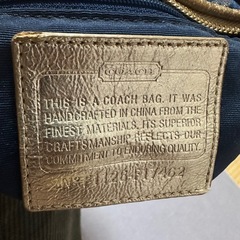 COACH
THIS IS A COACH BAG. IT WAS
HANDCRAFTED IN CHINA FROM THE
FINEST MATERIALS. ITS SUPERIOR
CRAFTSMANSHIP REFLECTS OUR
COMMITMENT TO ENDURING QUALITY.